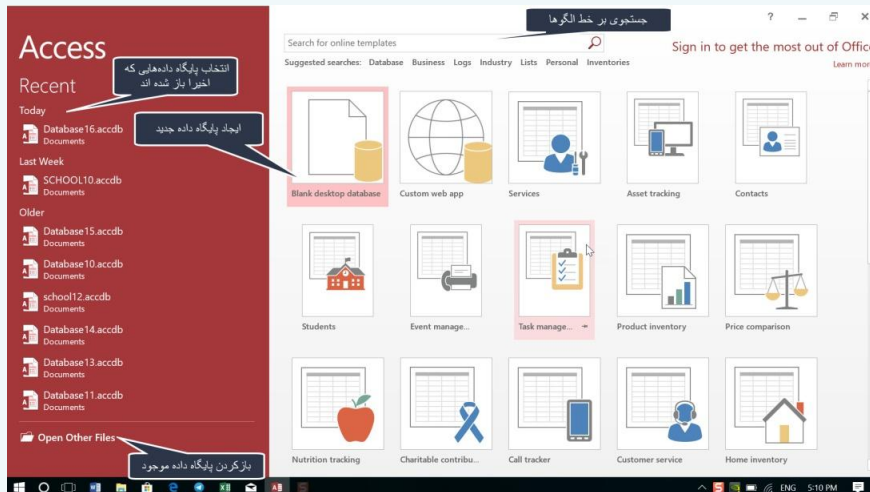 جستجوی بر خط الگوها
Access
Search for online templates
Sign in to get the most out of Office
Suggested searches: Database Business Logs Industry Lists Personal Inventories
Learn more
انتخاب پایگاه داده‌هایی که
اخیرا باز شده اند
Recent
Today
Database16.accdb
Documents
ایجاد پایگاه داده جدید
Last Week
SCHOOL10.accdb
Documents
Older
Database15.accdb
Documents
Database10.accdb
Documents
school12.accdb
Documents
Database14.accdb
Documents
Database13.accdb
Documents
Database11.accdb
Documents
Open Other Files
بازکردن پایگاه داده موجود
Blank desktop database
Custom web app
Services
Asset tracking
Contacts
Students
Event manage...
Task manage...
Product inventory
Price comparison
Nutrition tracking
Charitable contribu...
Call tracker
Customer service
Home inventory
ENG 5:10 PM